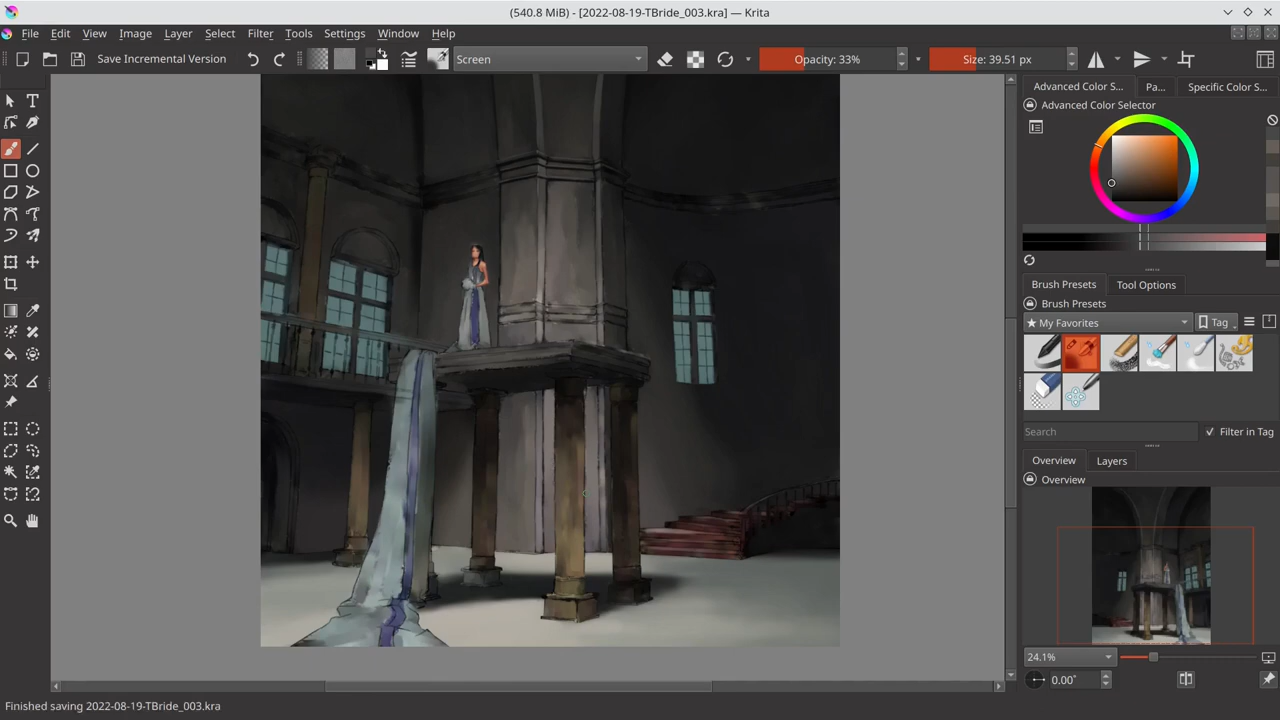 (540.8 MiB) - [2022-08-19-TBride_003.kra] — Krita
File Edit View Image Layer Select Filter Tools Settings Window Help
Save Incremental Version Screen Opacity: 33% Size: 39.51 px
Advanced Color S... Pa... Specific Color S...
Advanced Color Selector
Brush Presets Tool Options
Brush Presets
★ My Favorites Tag
Search Filter in Tag
Overview Layers
Overview
24.1%
0.00°
Finished saving 2022-08-19-TBride_003.kra